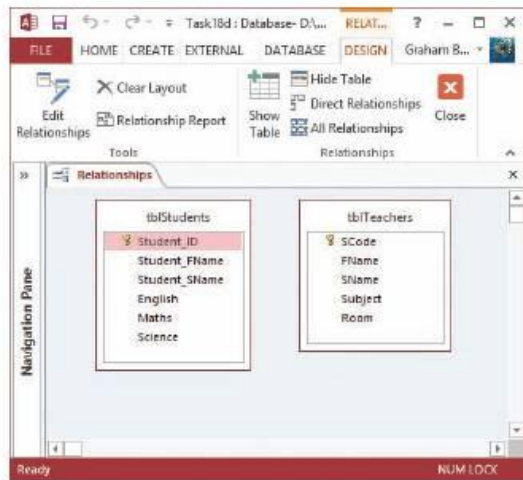 Task18d : Database- D:\... RELAT... ?
FILE HOME CREATE EXTERNAL DATABASE DESIGN Graham B...
Edit Relationships
Clear Layout
Relationship Report
Tools
Show Table
Hide Table
Direct Relationships
All Relationships
Relationships
Close
Relationships
Navigation Pane
tblStudents
Student_ID
Student_FName
Student_SName
English
Maths
Science
tblTeachers
SCode
FName
SName
Subject
Room
Ready NUM LOCK